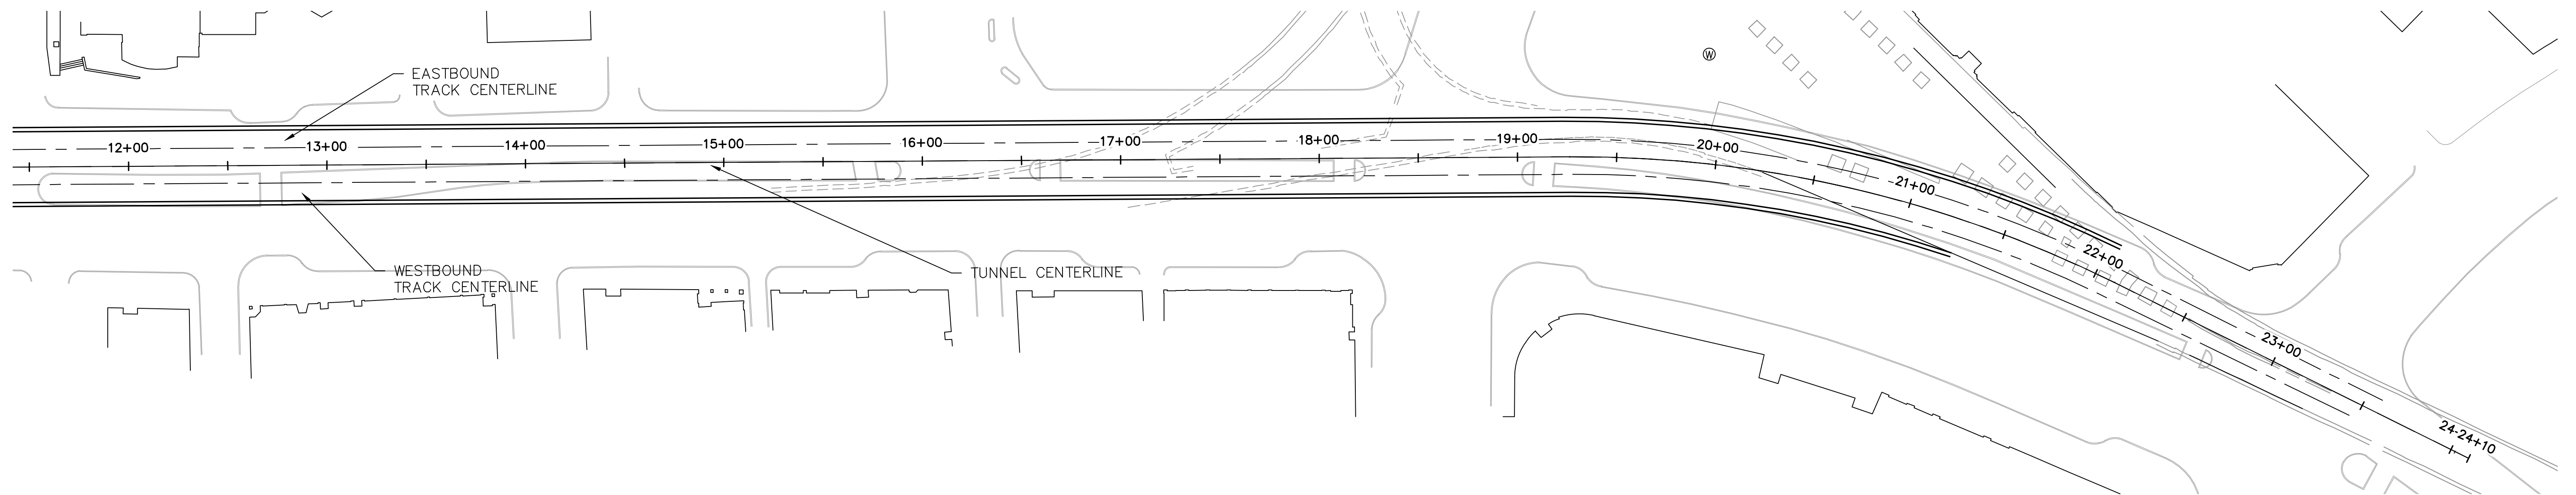 EASTBOUND
TRACK CENTERLINE
W
12+00
13+00
14+00
15+00
16+00
17+00
18+00
19+00
20+00
21+00
22+00
23+00
24-24+10
WESTBOUND
TRACK CENTERLINE
TUNNEL CENTERLINE